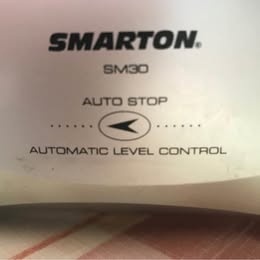 SMARTON®
SM30
AUTO STOP
AUTOMATIC LEVEL CONTROL